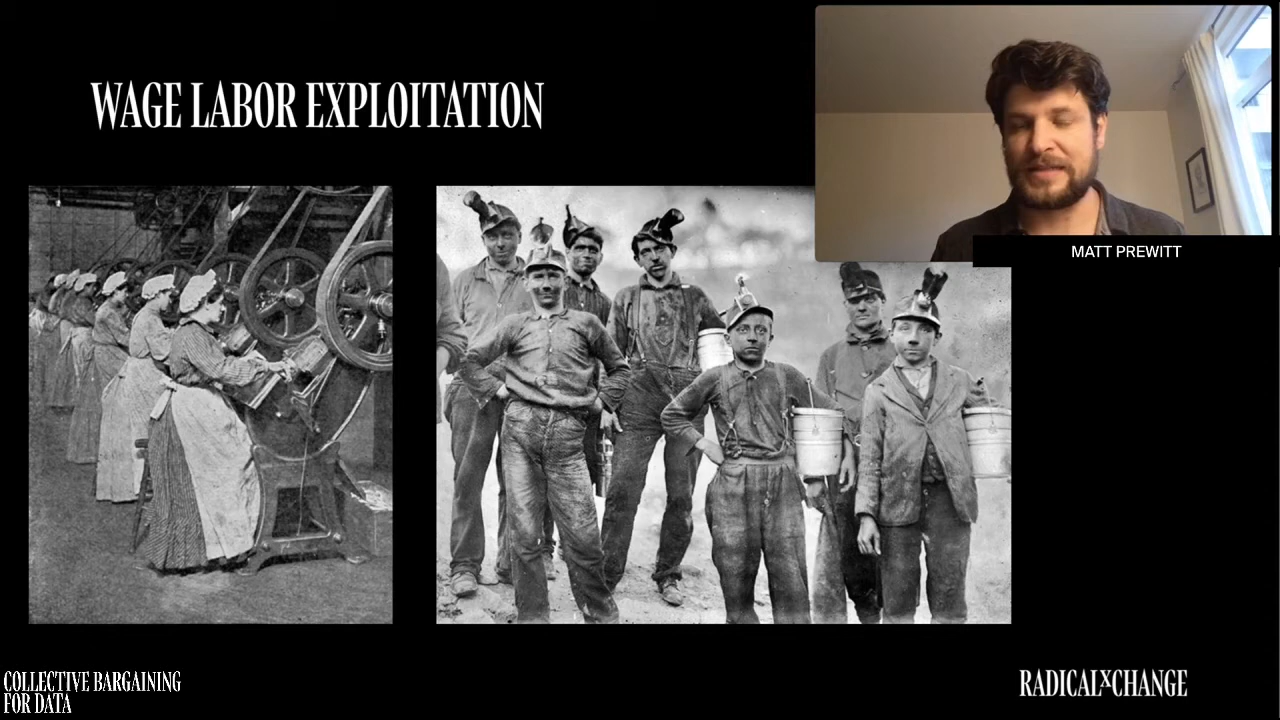 WAGE LABOR EXPLOITATION
MATT PREWITT
COLLECTIVE BARGAINING
FOR DATA
RADICALXCHANGE